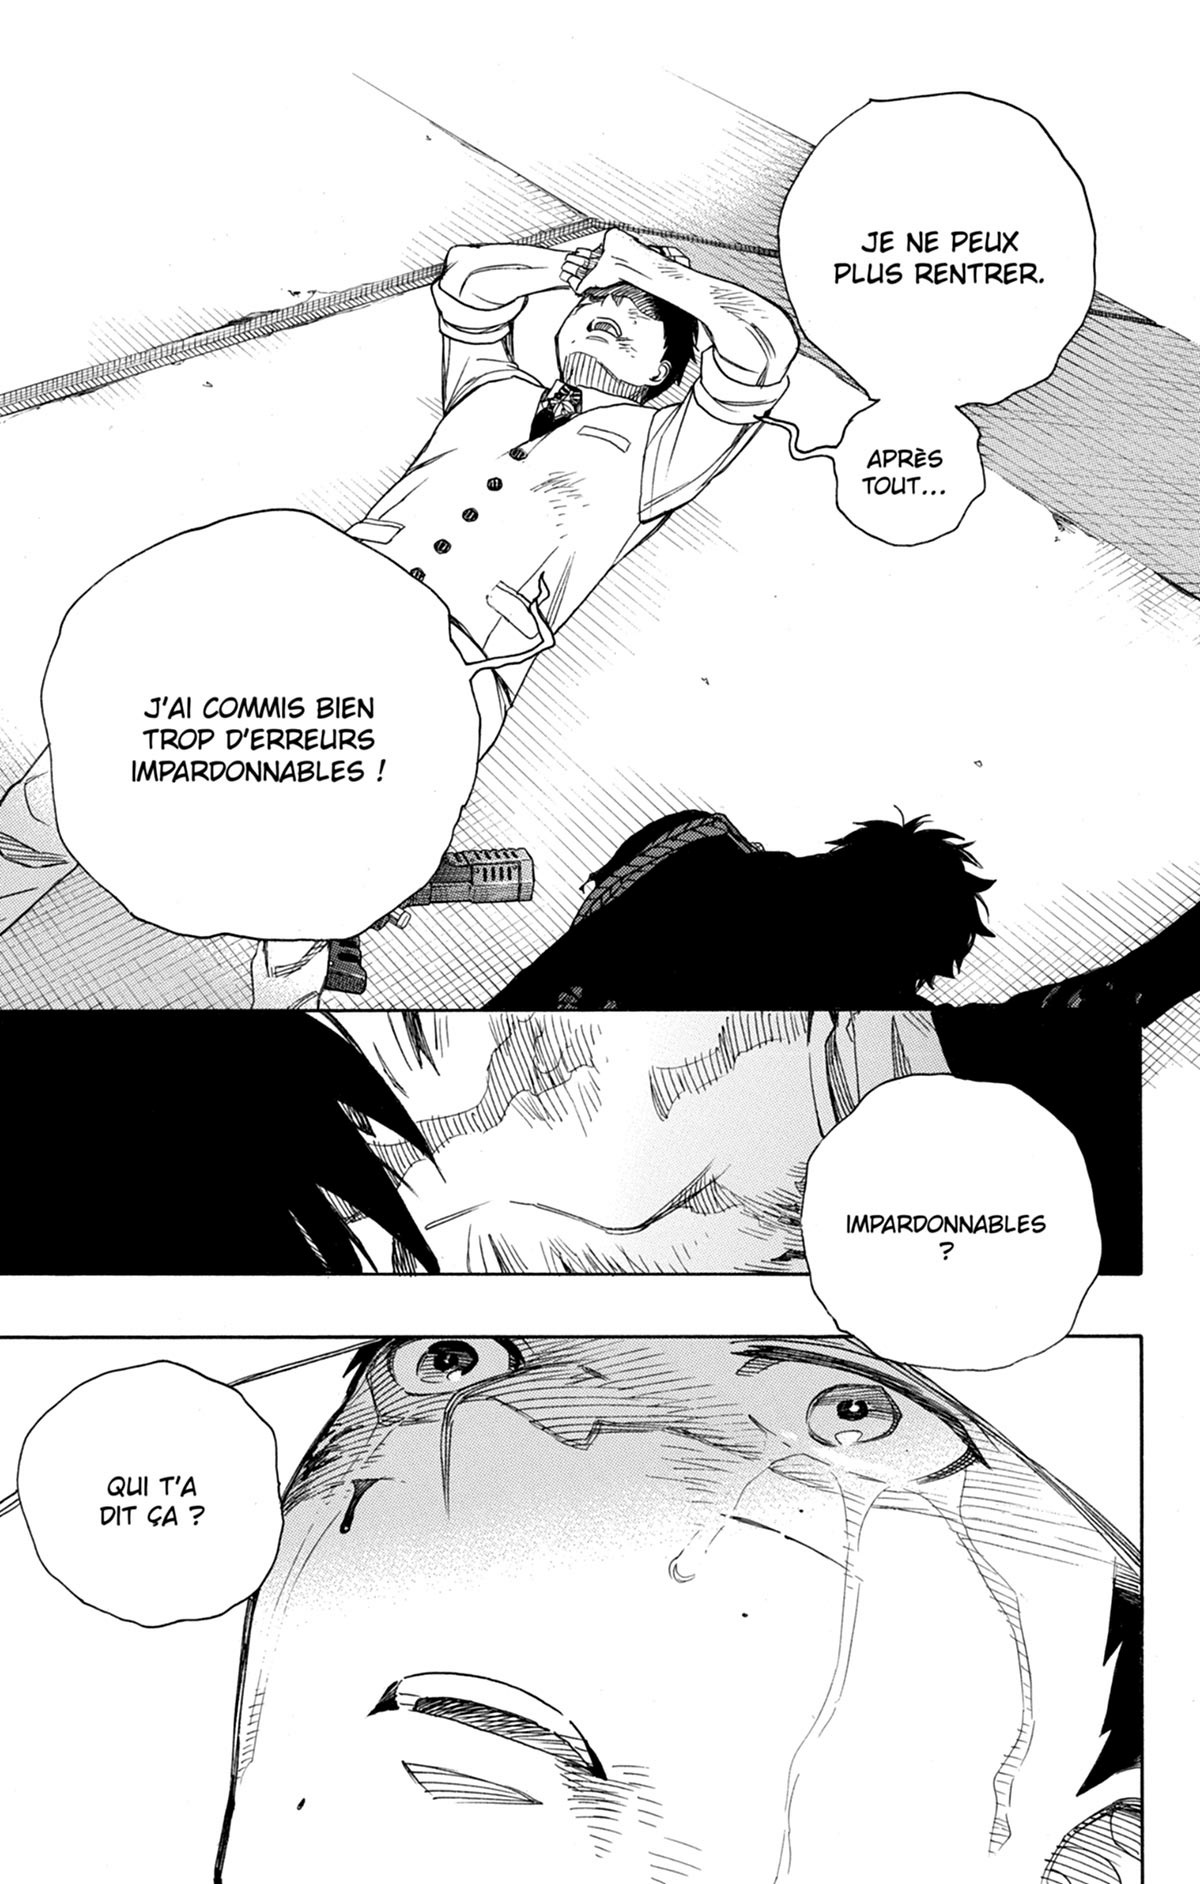 JE NE PEUX
PLUS RENTRER.
APRÈS
TOUT...
J'AI COMMIS BIEN
TROP D'ERREURS
IMPARDONNABLES !
IMPARDONNABLES
?
QUI T'A
DIT ÇA ?